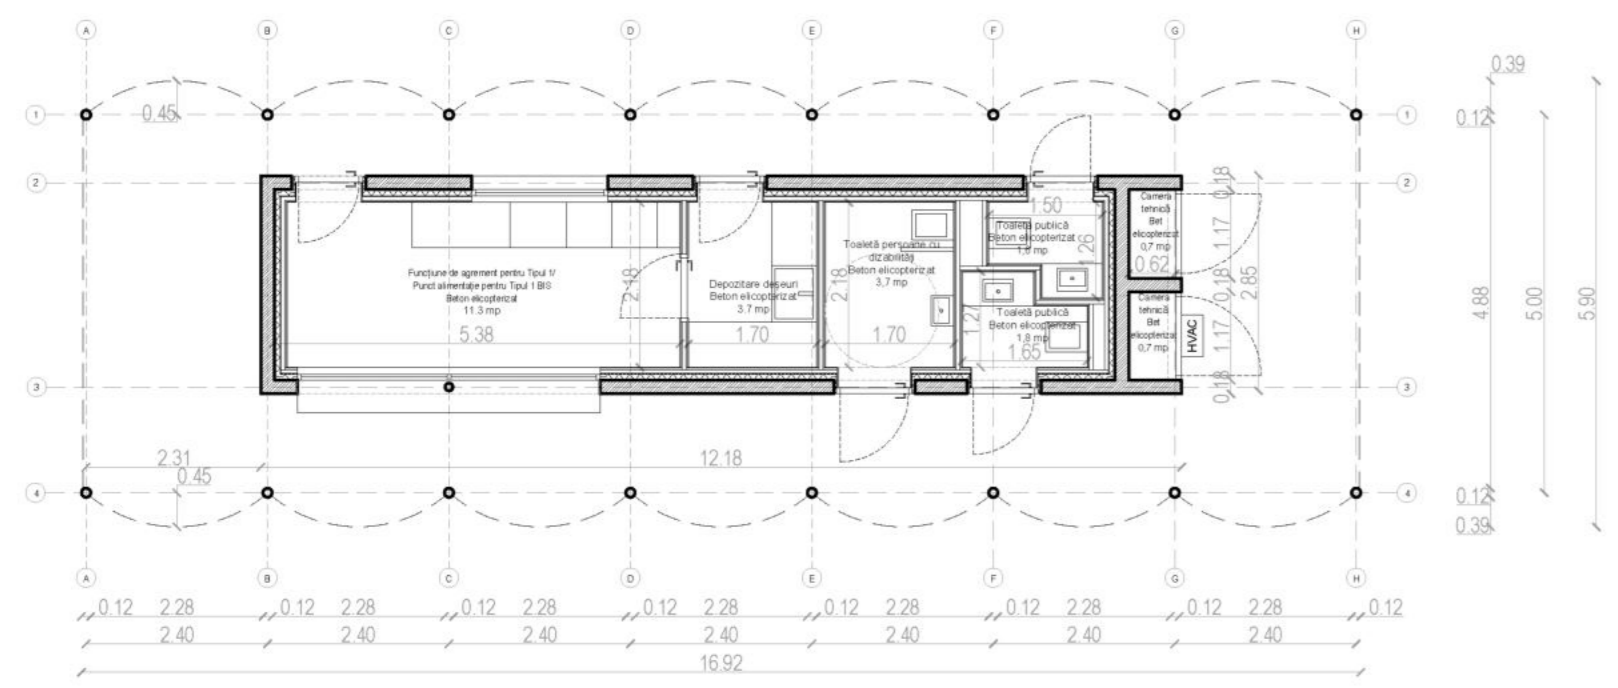 A B C D E F G H
0.39
0.45
1 1
0.12
2 2
0.18
1.50
Camera
tehnică
Bet
elicopterizat
0,7 mp
1.17
0.62
Toaletă publică
Beton elicopterizat
1,8 mp
1.26
Toaletă persoane cu
dizabilități
Beton elicopterizat
3,7 mp
2.18
Funcțiune de agrement pentru Tipul 1/
Punct alimentație pentru Tipul 1 BIS
Beton elicopterizat
11.3 mp
2.18
Depozitare deșeuri
Beton elicopterizat
3.7 mp
0.18
2.85
4.88
5.00
5.90
Camera
tehnică
Bet
elicopterizat
0,7 mp
HVAC
1.17
1.27
Toaletă publică
Beton elicopterizat
1,8 mp
5.38 1.70 1.70 1.65
3 3
0.18
2.31 12.18
0.45
4 4
0.12
0.39
A B C D E F G H
0.12 2.28 0.12 2.28 0.12 2.28 0.12 2.28 0.12 2.28 0.12 2.28 0.12 2.28 0.12
2.40 2.40 2.40 2.40 2.40 2.40 2.40
16.92